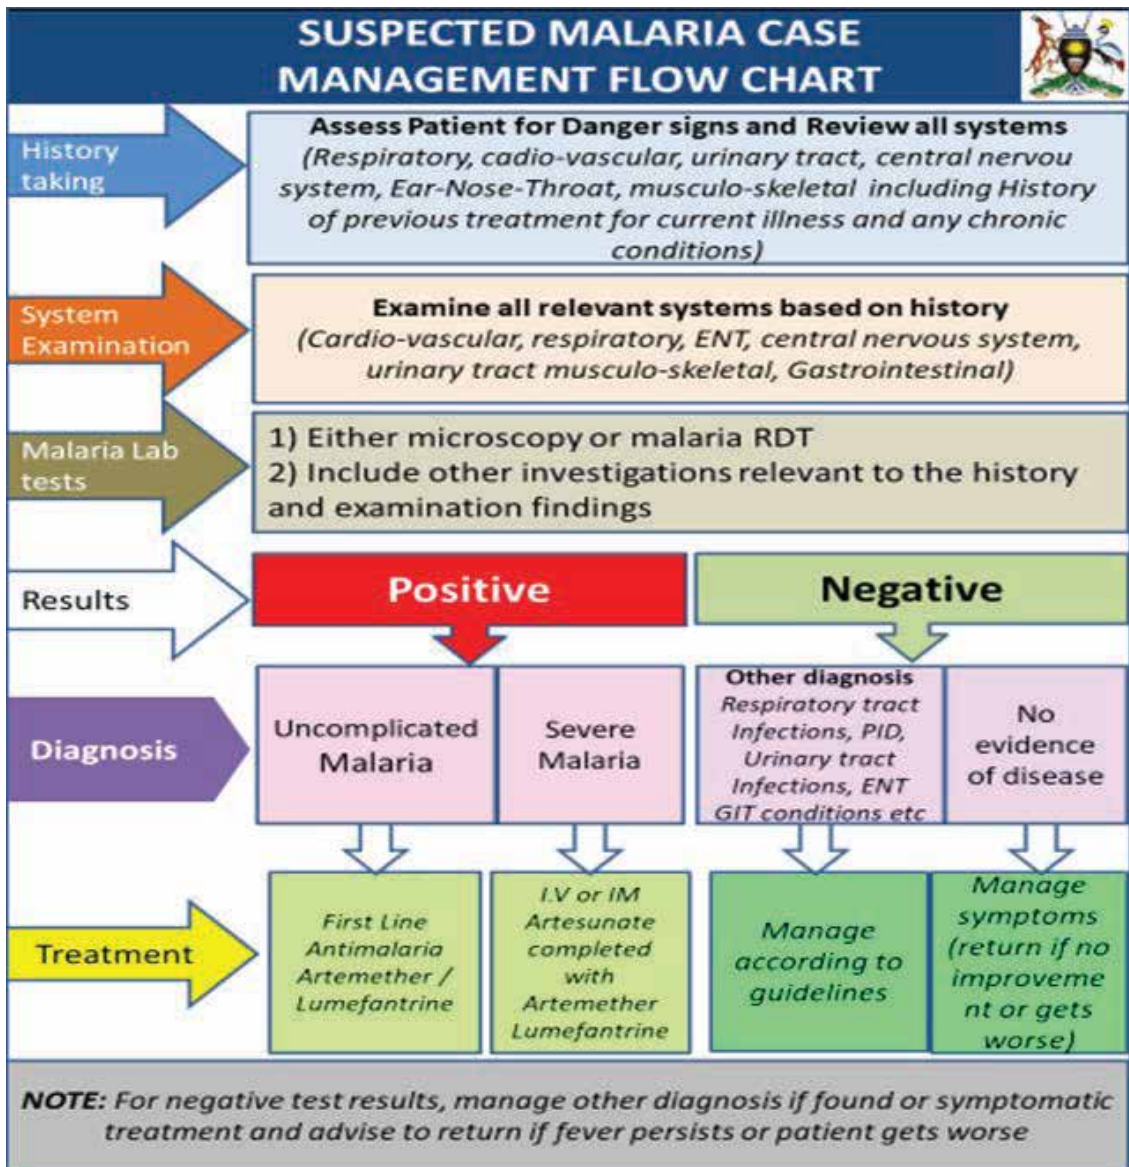 SUSPECTED MALARIA CASE
MANAGEMENT FLOW CHART
History
taking
Assess Patient for Danger signs and Review all systems
(Respiratory, cadio-vascular, urinary tract, central nervou
system, Ear-Nose-Throat, musculo-skeletal including History
of previous treatment for current illness and any chronic
conditions)
System
Examination
Examine all relevant systems based on history
(Cardio-vascular, respiratory, ENT, central nervous system,
urinary tract musculo-skeletal, Gastrointestinal)
Malaria Lab
tests
1) Either microscopy or malaria RDT
2) Include other investigations relevant to the history
and examination findings
Results
Positive
Negative
Diagnosis
Uncomplicated
Malaria
Severe
Malaria
Other diagnosis
Respiratory tract
Infections, PID,
Urinary tract
Infections, ENT
GIT conditions etc
No
evidence
of disease
Treatment
First Line
Antimalaria
Artemether /
Lumefantrine
I.V or IM
Artesunate
completed
with
Artemether
Lumefantrine
Manage
according to
guidelines
Manage
symptoms
(return if no
improveme
nt or gets
worse)
NOTE: For negative test results, manage other diagnosis if found or symptomatic
treatment and advise to return if fever persists or patient gets worse